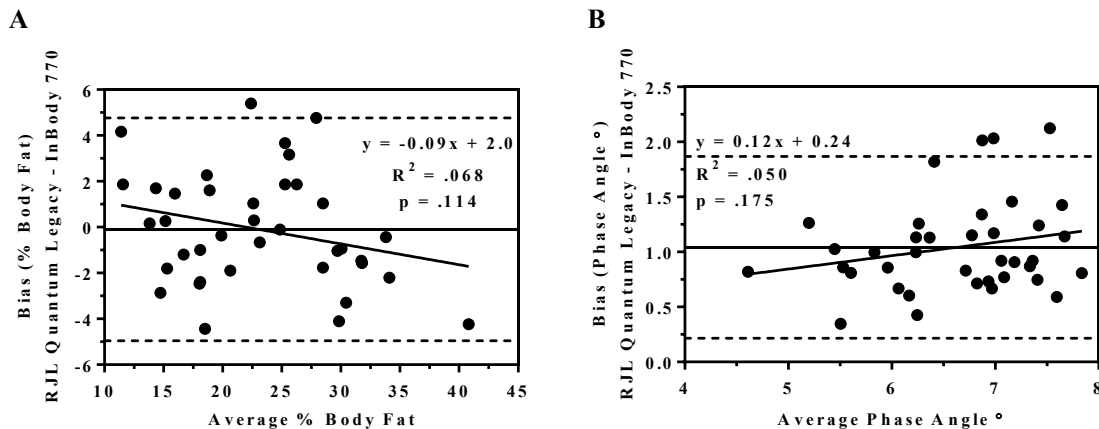 A
B
Bias (% Body Fat)
RJL Quantum Legacy - InBody 770
6
4
2
0
-2
-4
-6
y = -0.09x + 2.0
R² = .068
p = .114
10 15 20 25 30 35 40 45
Average % Body Fat
Bias (Phase Angle°)
RJL Quantum Legacy - InBody 770
2.5
2.0
1.5
1.0
0.5
0.0
y = 0.12x + 0.24
R² = .050
p = .175
4 5 6 7 8
Average Phase Angle°